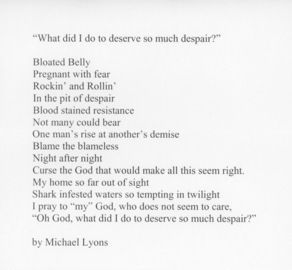 “What did I do to deserve so much despair?”
Bloated Belly
Pregnant with fear
Rockin’ and Rollin’
In the pit of despair
Blood stained resistance
Not many could bear
One man’s rise at another’s demise
Blame the blameless
Night after night
Curse the God that would make all this seem right.
My home so far out of sight
Shark infested waters so tempting in twilight
I pray to “my” God, who does not seem to care,
“Oh God, what did I do to deserve so much despair?”
by Michael Lyons